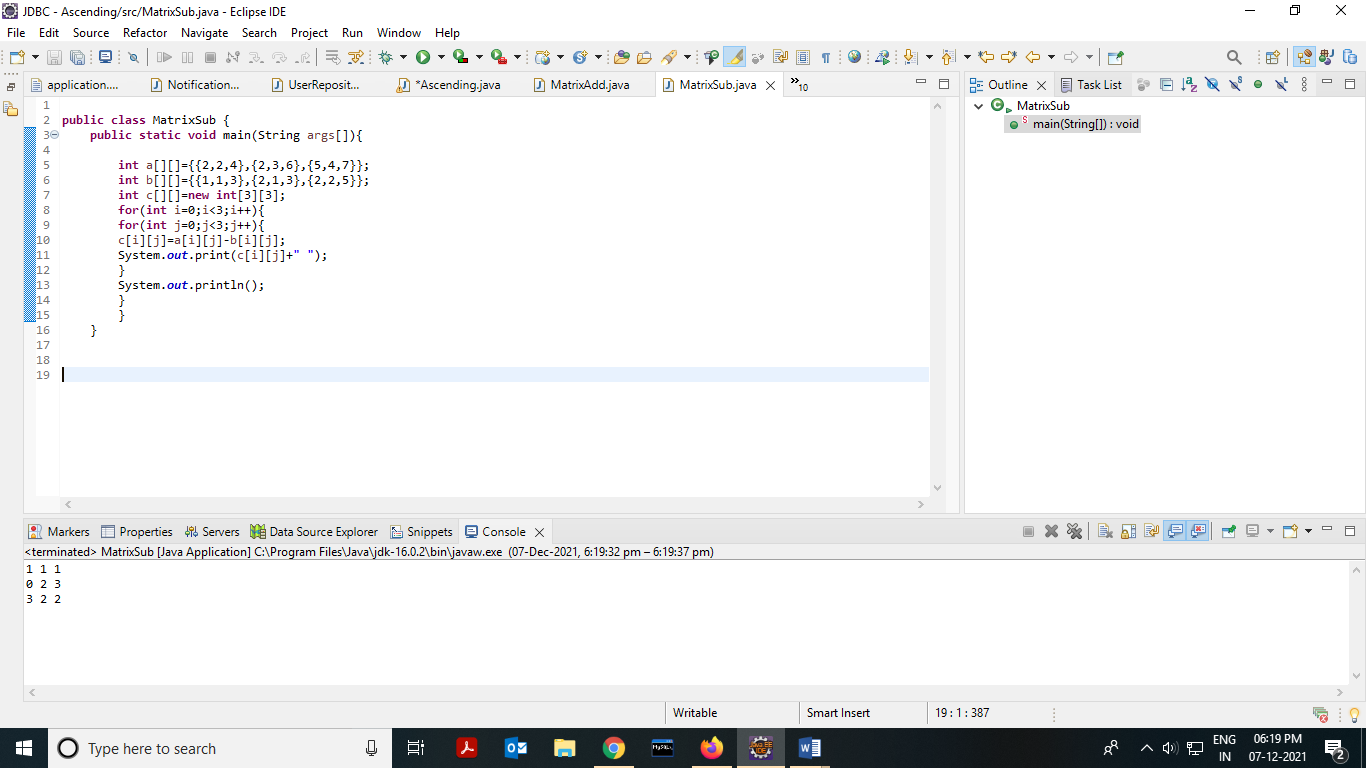 JDBC - Ascending/src/MatrixSub.java - Eclipse IDE
File Edit Source Refactor Navigate Search Project Run Window Help
application.... Notification... UserReposit... *Ascending.java MatrixAdd.java MatrixSub.java »10
Outline Task List
MatrixSub
main(String[]) : void
1
2 public class MatrixSub {
3 public static void main(String args[]){
4
5 int a[][]={{2,2,4},{2,3,6},{5,4,7}};
6 int b[][]={{1,1,3},{2,1,3},{2,2,5}};
7 int c[][]=new int[3][3];
8 for(int i=0;i<3;i++){
9 for(int j=0;j<3;j++){
10 c[i][j]=a[i][j]-b[i][j];
11 System.out.print(c[i][j]+" ");
12 }
13 System.out.println();
14 }
15 }
16 }
17
18
19
Markers Properties Servers Data Source Explorer Snippets Console
<terminated> MatrixSub [Java Application] C:\Program Files\Java\jdk-16.0.2\bin\javaw.exe (07-Dec-2021, 6:19:32 pm – 6:19:37 pm)
1 1 1
0 2 3
3 2 2
Writable Smart Insert 19 : 1 : 387
Type here to search
ENG
IN
06:19 PM
07-12-2021
2